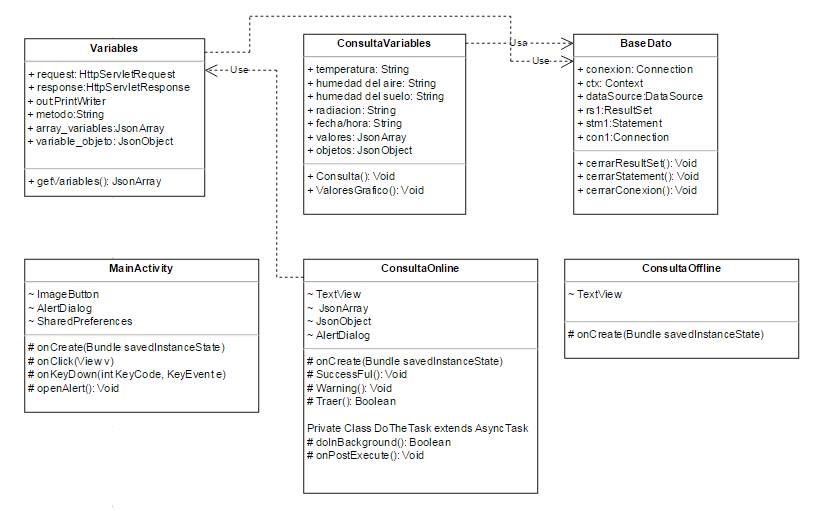 Variables
+ request: HttpServletRequest
+ response:HttpServletResponse
+ out:PrintWriter
+ metodo:String
+ array_variables:JsonArray
+ variable_objeto: JsonObject
+ getVariables(): JsonArray
ConsultaVariables
+ temperatura: String
+ humedad del aire: String
+ humedad del suelo: String
+ radiacion: String
+ fecha/hora: String
+ valores: JsonArray
+ objetos: JsonObject
+ Consulta(): Void
+ ValoresGrafico(): Void
Usa
Use
Use
BaseDato
+ conexion: Connection
+ ctx: Context
+ dataSource:DataSource
+ rs1:ResultSet
+ stm1:Statement
+ con1:Connection
+ cerrarResultSet(): Void
+ cerrarStatement(): Void
+ cerrarConexion(): Void
MainActivity
~ ImageButton
~ AlertDialog
~ SharedPreferences
# onCreate(Bundle savedInstanceState)
# onClick(View v)
# onKeyDown(int KeyCode, KeyEvent e)
# openAlert(): Void
ConsultaOnline
~ TextView
~ JsonArray
~ JsonObject
~ AlertDialog
# onCreate(Bundle savedInstanceState)
# SuccessFul(): Void
# Warning(): Void
# Traer(): Boolean
Private Class DoTheTask extends AsyncTask
# doInBackground(): Boolean
# onPostExecute(): Void
ConsultaOffline
~ TextView
# onCreate(Bundle savedInstanceState)